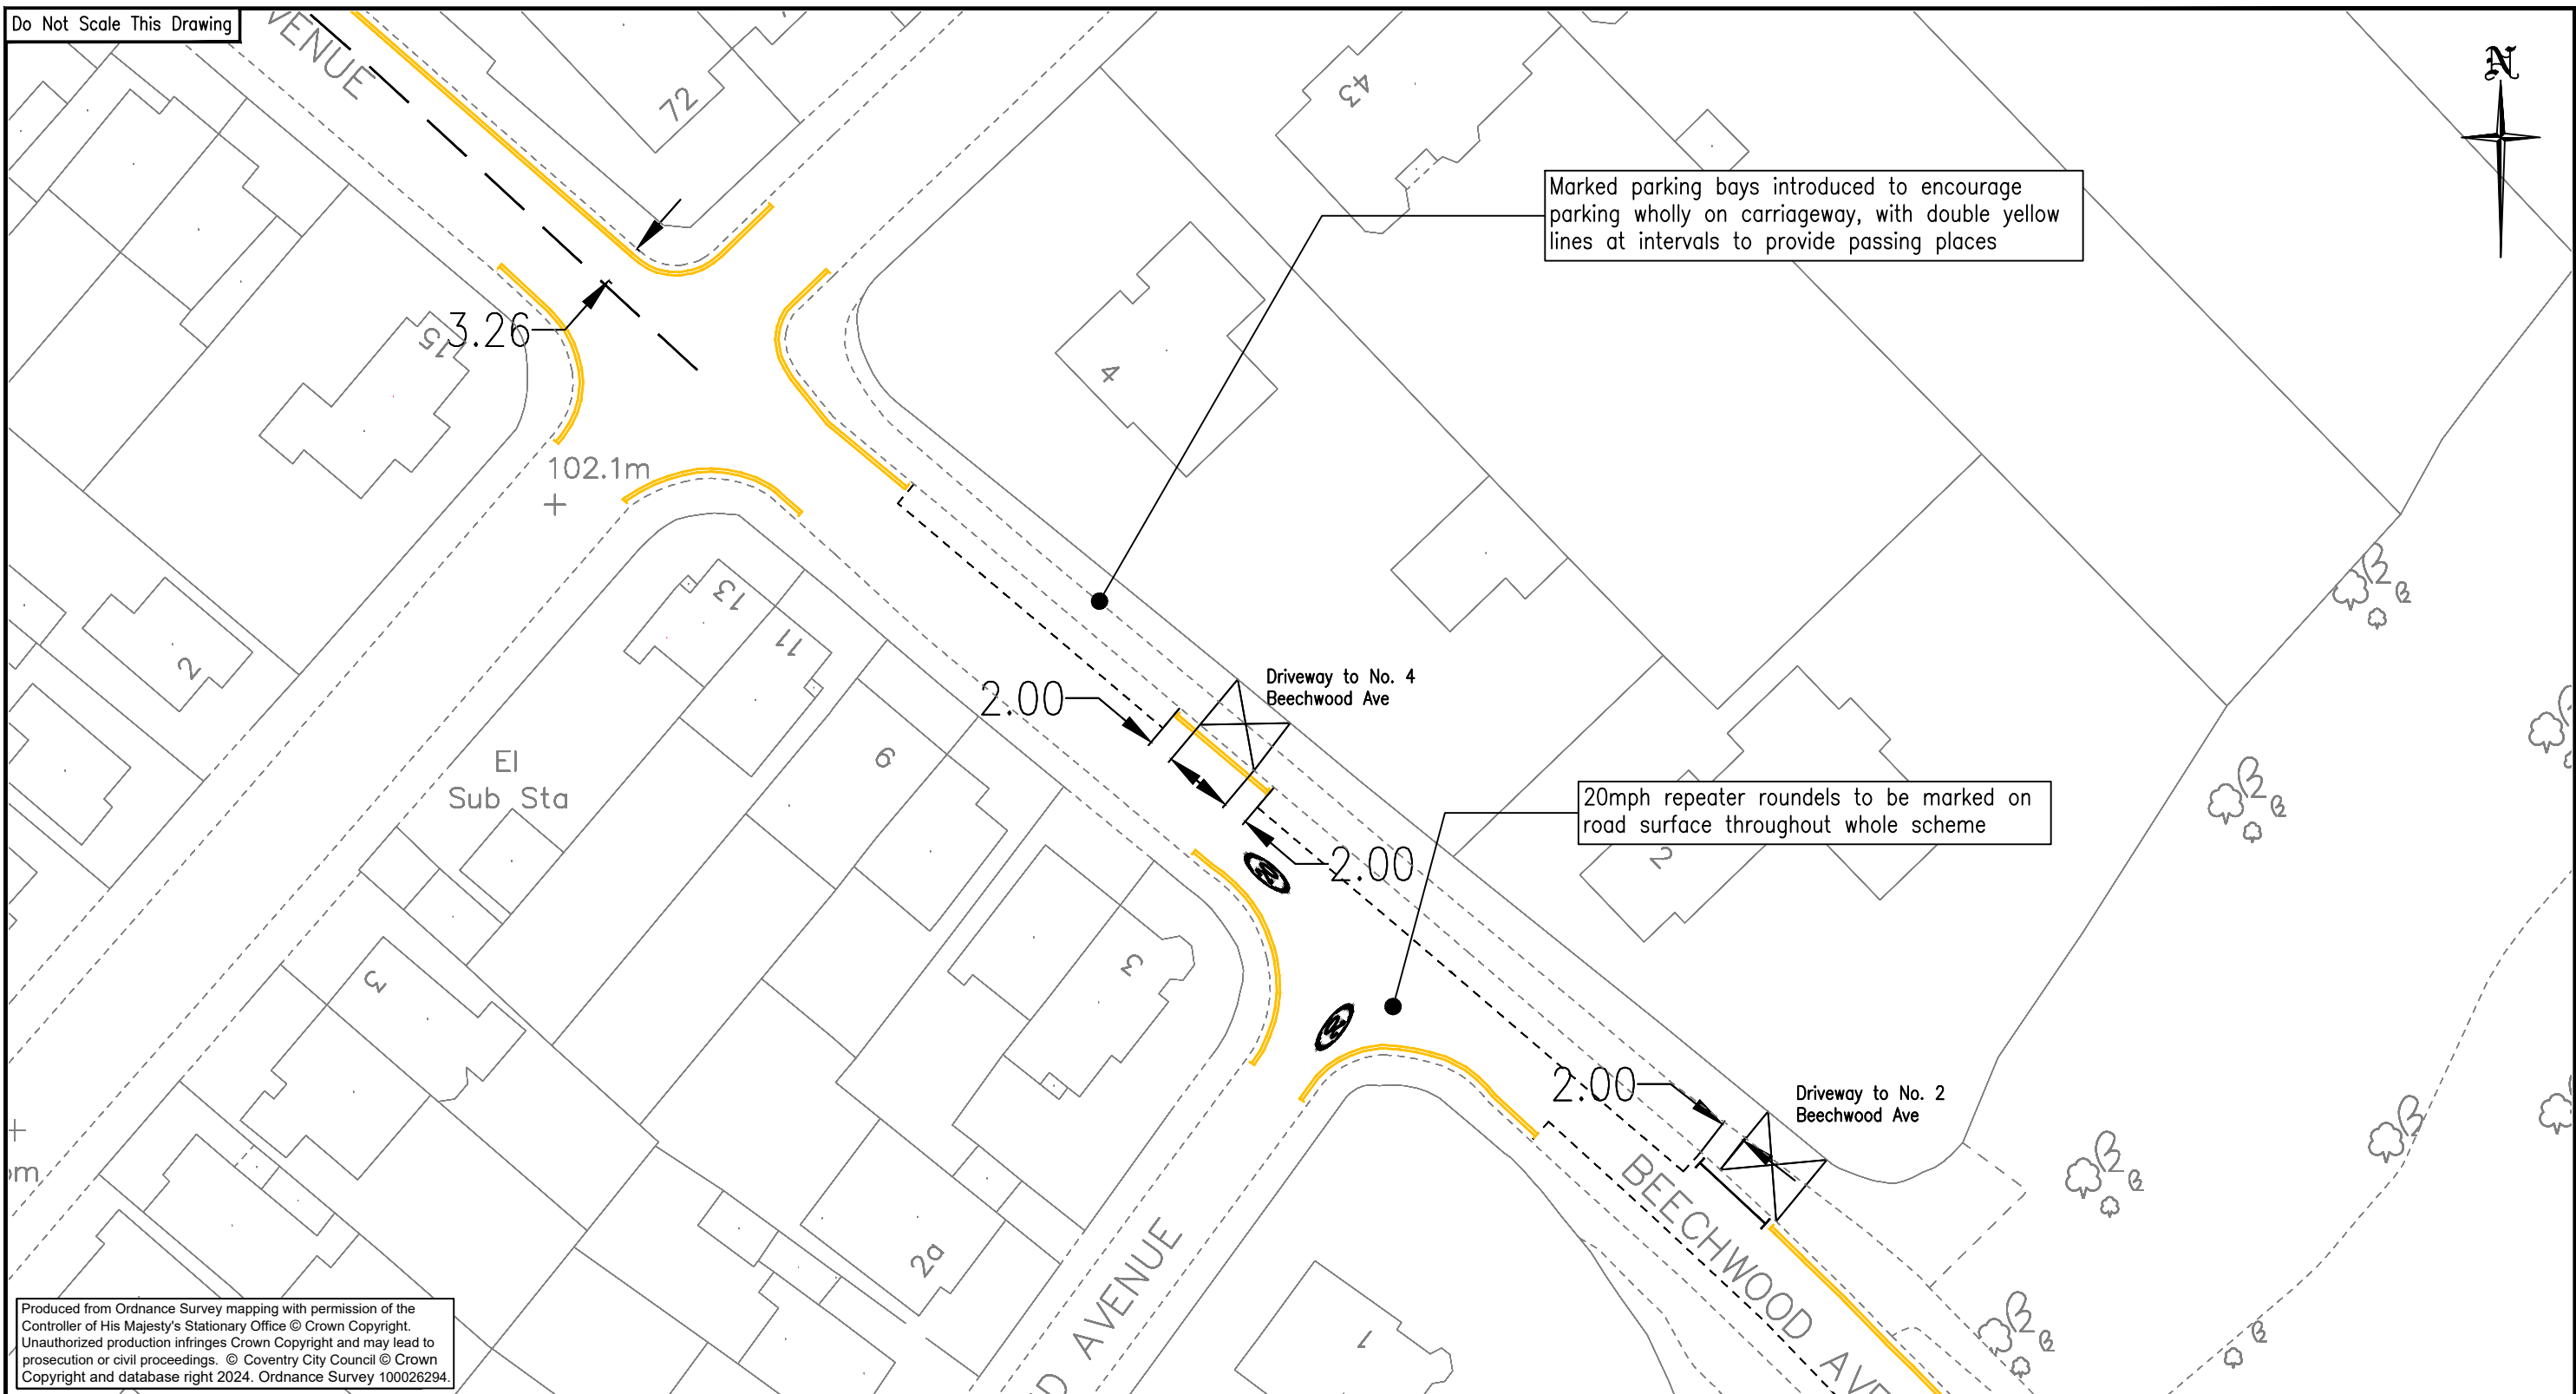 Do Not Scale This Drawing
VENUE
N
72
43
Marked parking bays introduced to encourage
parking wholly on carriageway, with double yellow
lines at intervals to provide passing places
15
3.26
4
102.1m
13
11
2
Driveway to No. 4
Beechwood Ave
2.00
9
El
Sub Sta
20mph repeater roundels to be marked on
road surface throughout whole scheme
2
2.00
20
3
3
20
2.00
Driveway to No. 2
Beechwood Ave
m
BEECHWOOD AVE
2a
D AVENUE
1
Produced from Ordnance Survey mapping with permission of the
Controller of His Majesty's Stationary Office © Crown Copyright.
Unauthorized production infringes Crown Copyright and may lead to
prosecution or civil proceedings. © Coventry City Council © Crown
Copyright and database right 2024. Ordnance Survey 100026294.